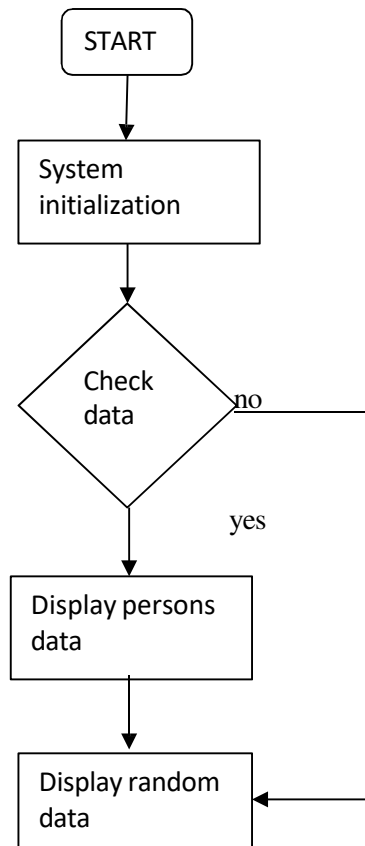 START
System
initialization
Check
data
no
yes
Display persons
data
Display random
data